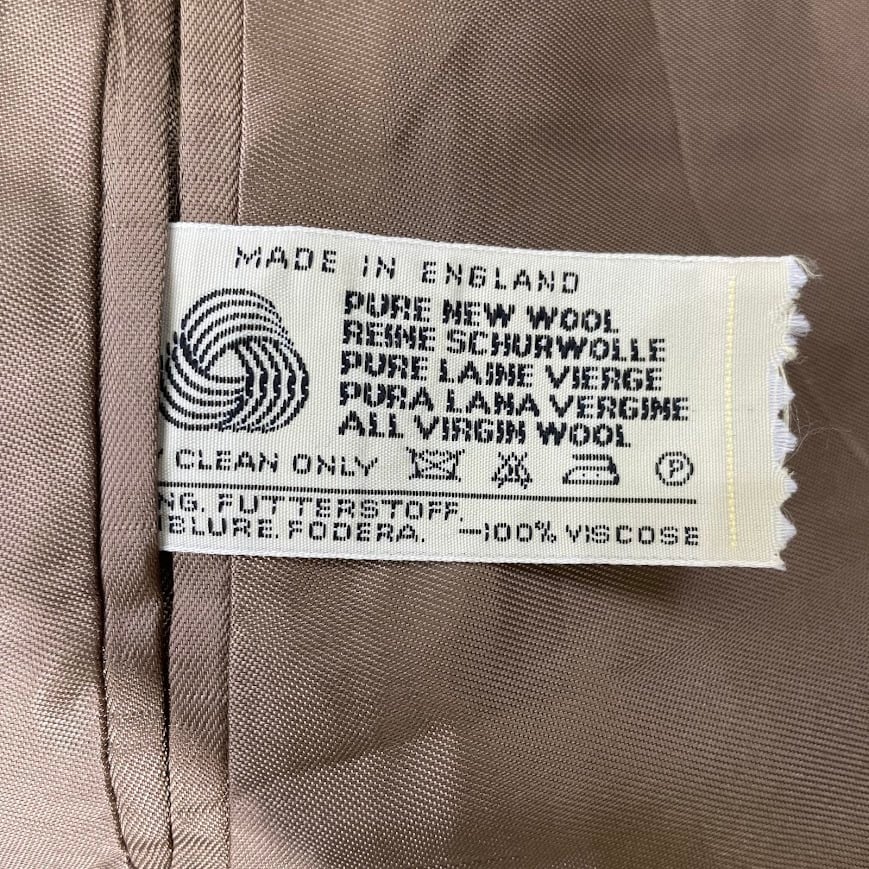 MADE IN ENGLAND
PURE NEW WOOL
REINE SCHURWOLLE
PURE LAINE VIERGE
PURA LANA VERGINE
ALL VIRGIN WOOL
Y CLEAN ONLY P
NG. FUTTERSTOFF.
BLURE. FODERA. —100% VISCOSE